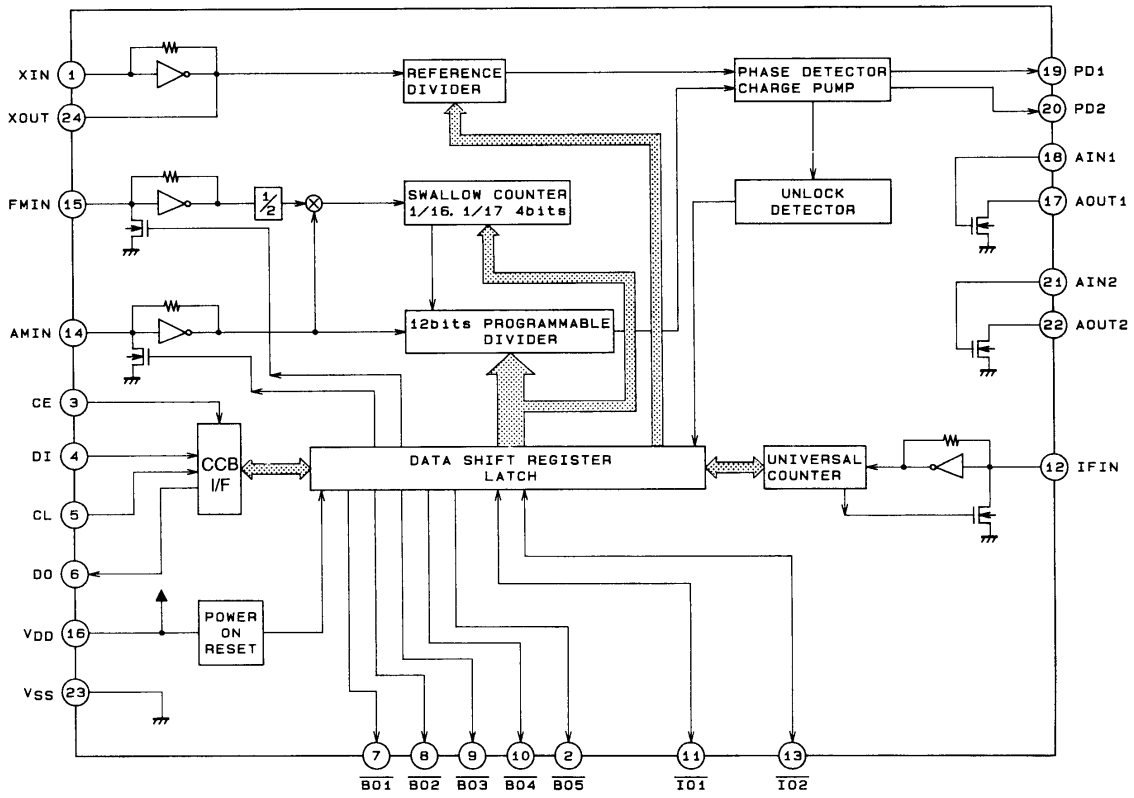 XIN
1
REFERENCE
DIVIDER
PHASE DETECTOR
CHARGE PUMP
19
PD1
20
PD2
XOUT
24
18
AIN1
FMIN
15
1/2
SWALLOW COUNTER
1/16, 1/17 4bits
UNLOCK
DETECTOR
17
AOUT1
21
AIN2
AMIN
14
12bits PROGRAMMABLE
DIVIDER
22
AOUT2
CE
3
DI
4
CCB
I/F
DATA SHIFT REGISTER
LATCH
UNIVERSAL
COUNTER
12
IFIN
CL
5
DO
6
VDD
16
POWER
ON
RESET
VSS
23
7
8
9
10
2
11
13
BO1
BO2
BO3
BO4
BO5
IO1
IO2